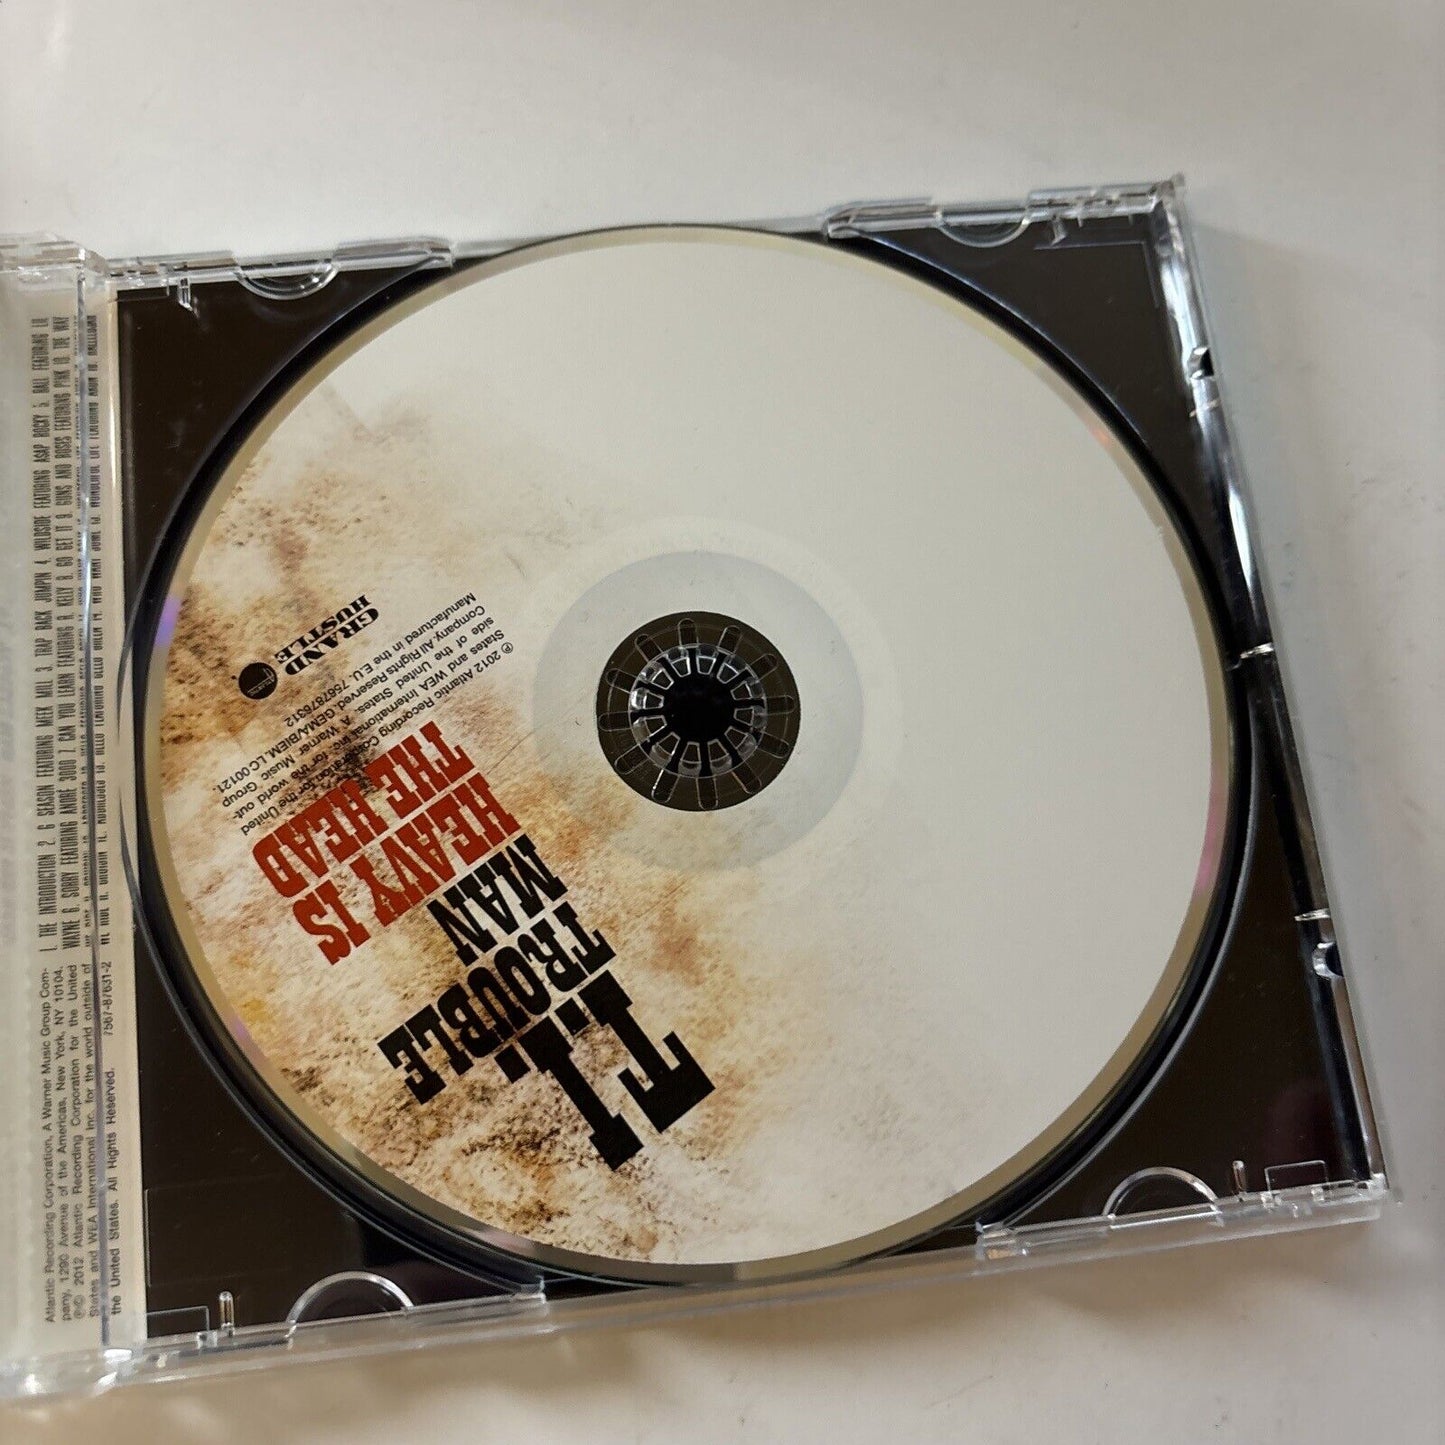 T.I.
TROUBLE
MAN
HEAVY IS
THE HEAD
℗ 2012 Atlantic Recording Corporation for the United
States and WEA International Inc. for the world out-
side of the United States. A Warner Music Group
Company. All Rights Reserved. GEMA/BIEM. LC 00121
Manufactured in the E.U. 7567876312
GRAND
HUSTLE
1. THE INTRODUCTION 2. G SEASON FEATURING MEEK MILL 3. TRAP BACK JUMPIN 4. WILDSIDE FEATURING A$AP ROCKY 5. BALL FEATURING LIL
WAYNE 6. SORRY FEATURING ANDRÉ 3000 7. CAN YOU LEARN FEATURING R. KELLY 8. GO GET IT 9. GUNS AND ROSES FEATURING P!NK 10. THE WAY
Atlantic Recording Corporation, A Warner Music Group Com-
pany, 1290 Avenue of the Americas, New York, NY 10104.
℗© 2012 Atlantic Recording Corporation for the United
States and WEA International Inc. for the world outside of
the United States. All Rights Reserved. 7567-87631-2